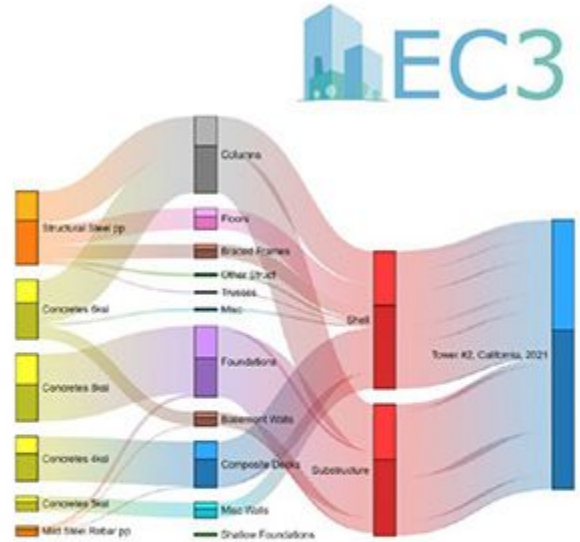 EC3
Columns
Structural Steel pp
Floors
Braced Frames
Other Struct
Trusses
Concretes 6ksi
Misc
Shell
Tower #2, California, 2021
Foundations
Concretes 8ksi
Basement Walls
Concretes 4ksi
Composite Decks
Substructure
Concretes 5ksi
Misc Walls
Mild Steel Rebar pp
Shallow Foundations